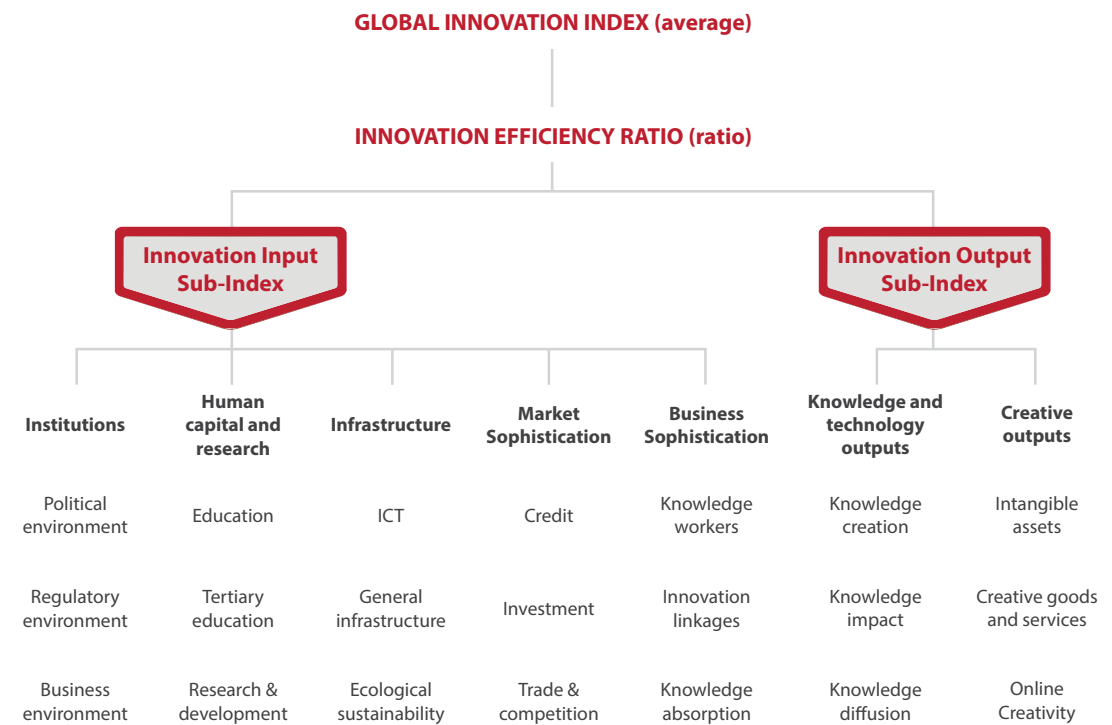 GLOBAL INNOVATION INDEX (average)
INNOVATION EFFICIENCY RATIO (ratio)
Innovation Input
Sub-Index
Innovation Output
Sub-Index
Institutions
Human
capital and
research
Infrastructure
Market
Sophistication
Business
Sophistication
Knowledge and
technology
outputs
Creative
outputs
Political
environment
Education
ICT
Credit
Knowledge
workers
Knowledge
creation
Intangible
assets
Regulatory
environment
Tertiary
education
General
infrastructure
Investment
Innovation
linkages
Knowledge
impact
Creative goods
and services
Business
environment
Research &
development
Ecological
sustainability
Trade &
competition
Knowledge
absorption
Knowledge
diffusion
Online
Creativity